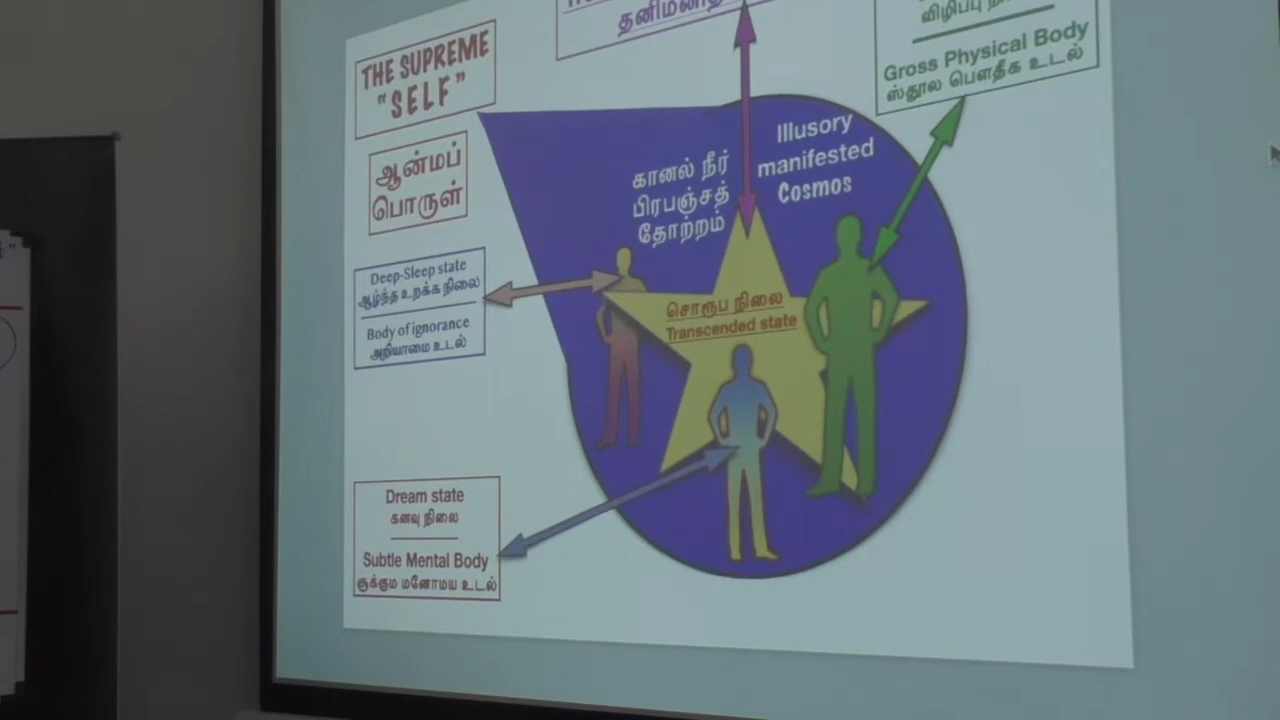 தனிமனித
விழிப்பு
Gross Physical Body
ஸ்தூல பௌதீக உடல்
THE SUPREME
"SELF"
ஆன்மப்
பொருள்
Illusory
manifested
Cosmos
கானல் நீர்
பிரபஞ்சத்
தோற்றம்
Deep-Sleep state
ஆழ்ந்த உறக்க நிலை
Body of ignorance
அறியாமை உடல்
சொரூப நிலை
Transcended state
Dream state
கனவு நிலை
Subtle Mental Body
சூக்கும மனோமய உடல்